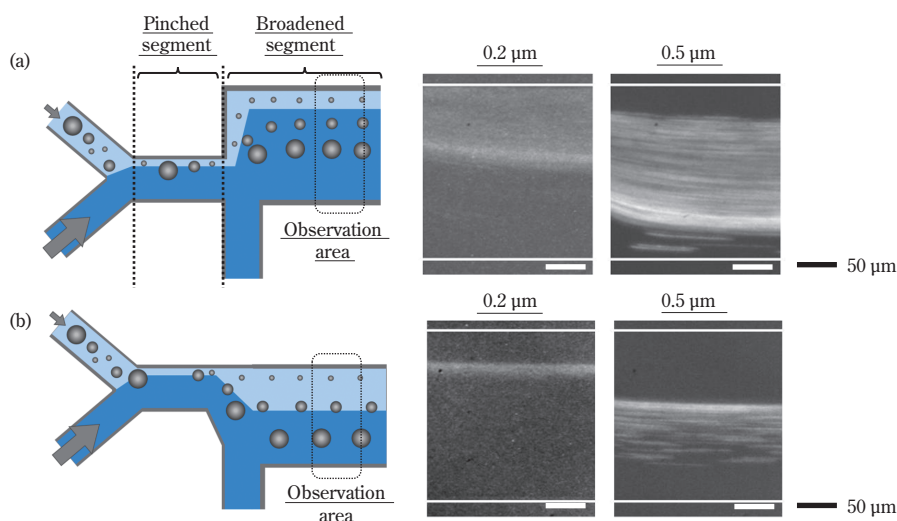 Pinched
segment
Broadened
segment
(a)
0.2 µm
0.5 µm
Observation
area
50 µm
(b)
0.2 µm
0.5 µm
Observation
area
50 µm